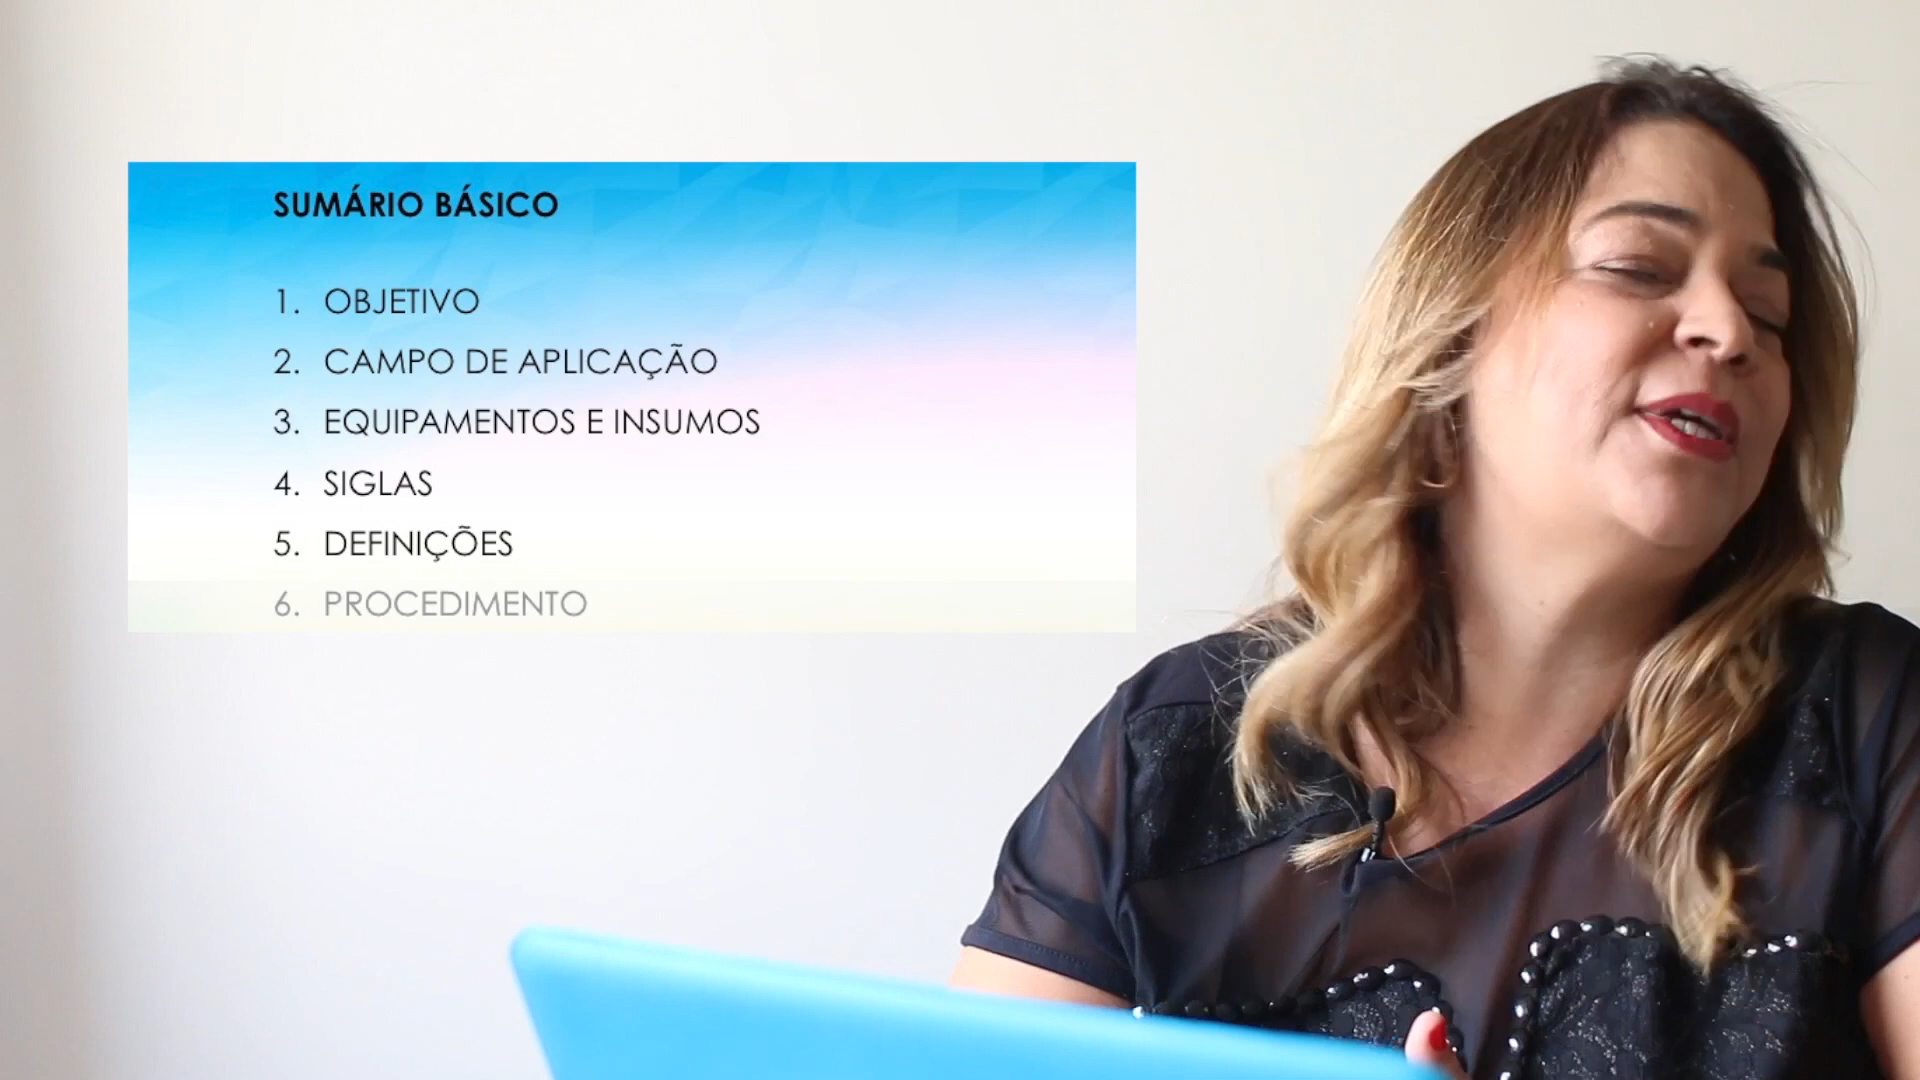 SUMÁRIO BÁSICO
1. OBJETIVO
2. CAMPO DE APLICAÇÃO
3. EQUIPAMENTOS E INSUMOS
4. SIGLAS
5. DEFINIÇÕES
6. PROCEDIMENTO